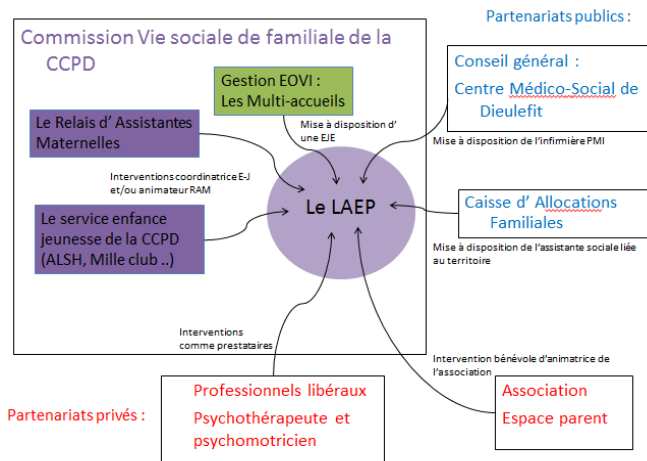 Partenariats publics :
Commission Vie sociale de familiale de la
CCPD
Conseil général :
Centre Médico-Social de
Dieulefit
Gestion EOVI :
Les Multi-accueils
Le Relais d' Assistantes
Maternelles
Mise à disposition d'
une EJE
Mise à disposition de l'infirmière PMI
Interventions coordinatrice E-J
et/ou animateur RAM
Le LAEP
Caisse d' Allocations
Familiales
Le service enfance
jeunesse de la CCPD
(ALSH, Mille club ..)
Mise à disposition de l'assistante sociale liée
au territoire
Interventions
comme prestataires
Intervention bénévole d'animatrice de
l'association
Partenariats privés :
Professionnels libéraux
Psychothérapeute et
psychomotricien
Association
Espace parent